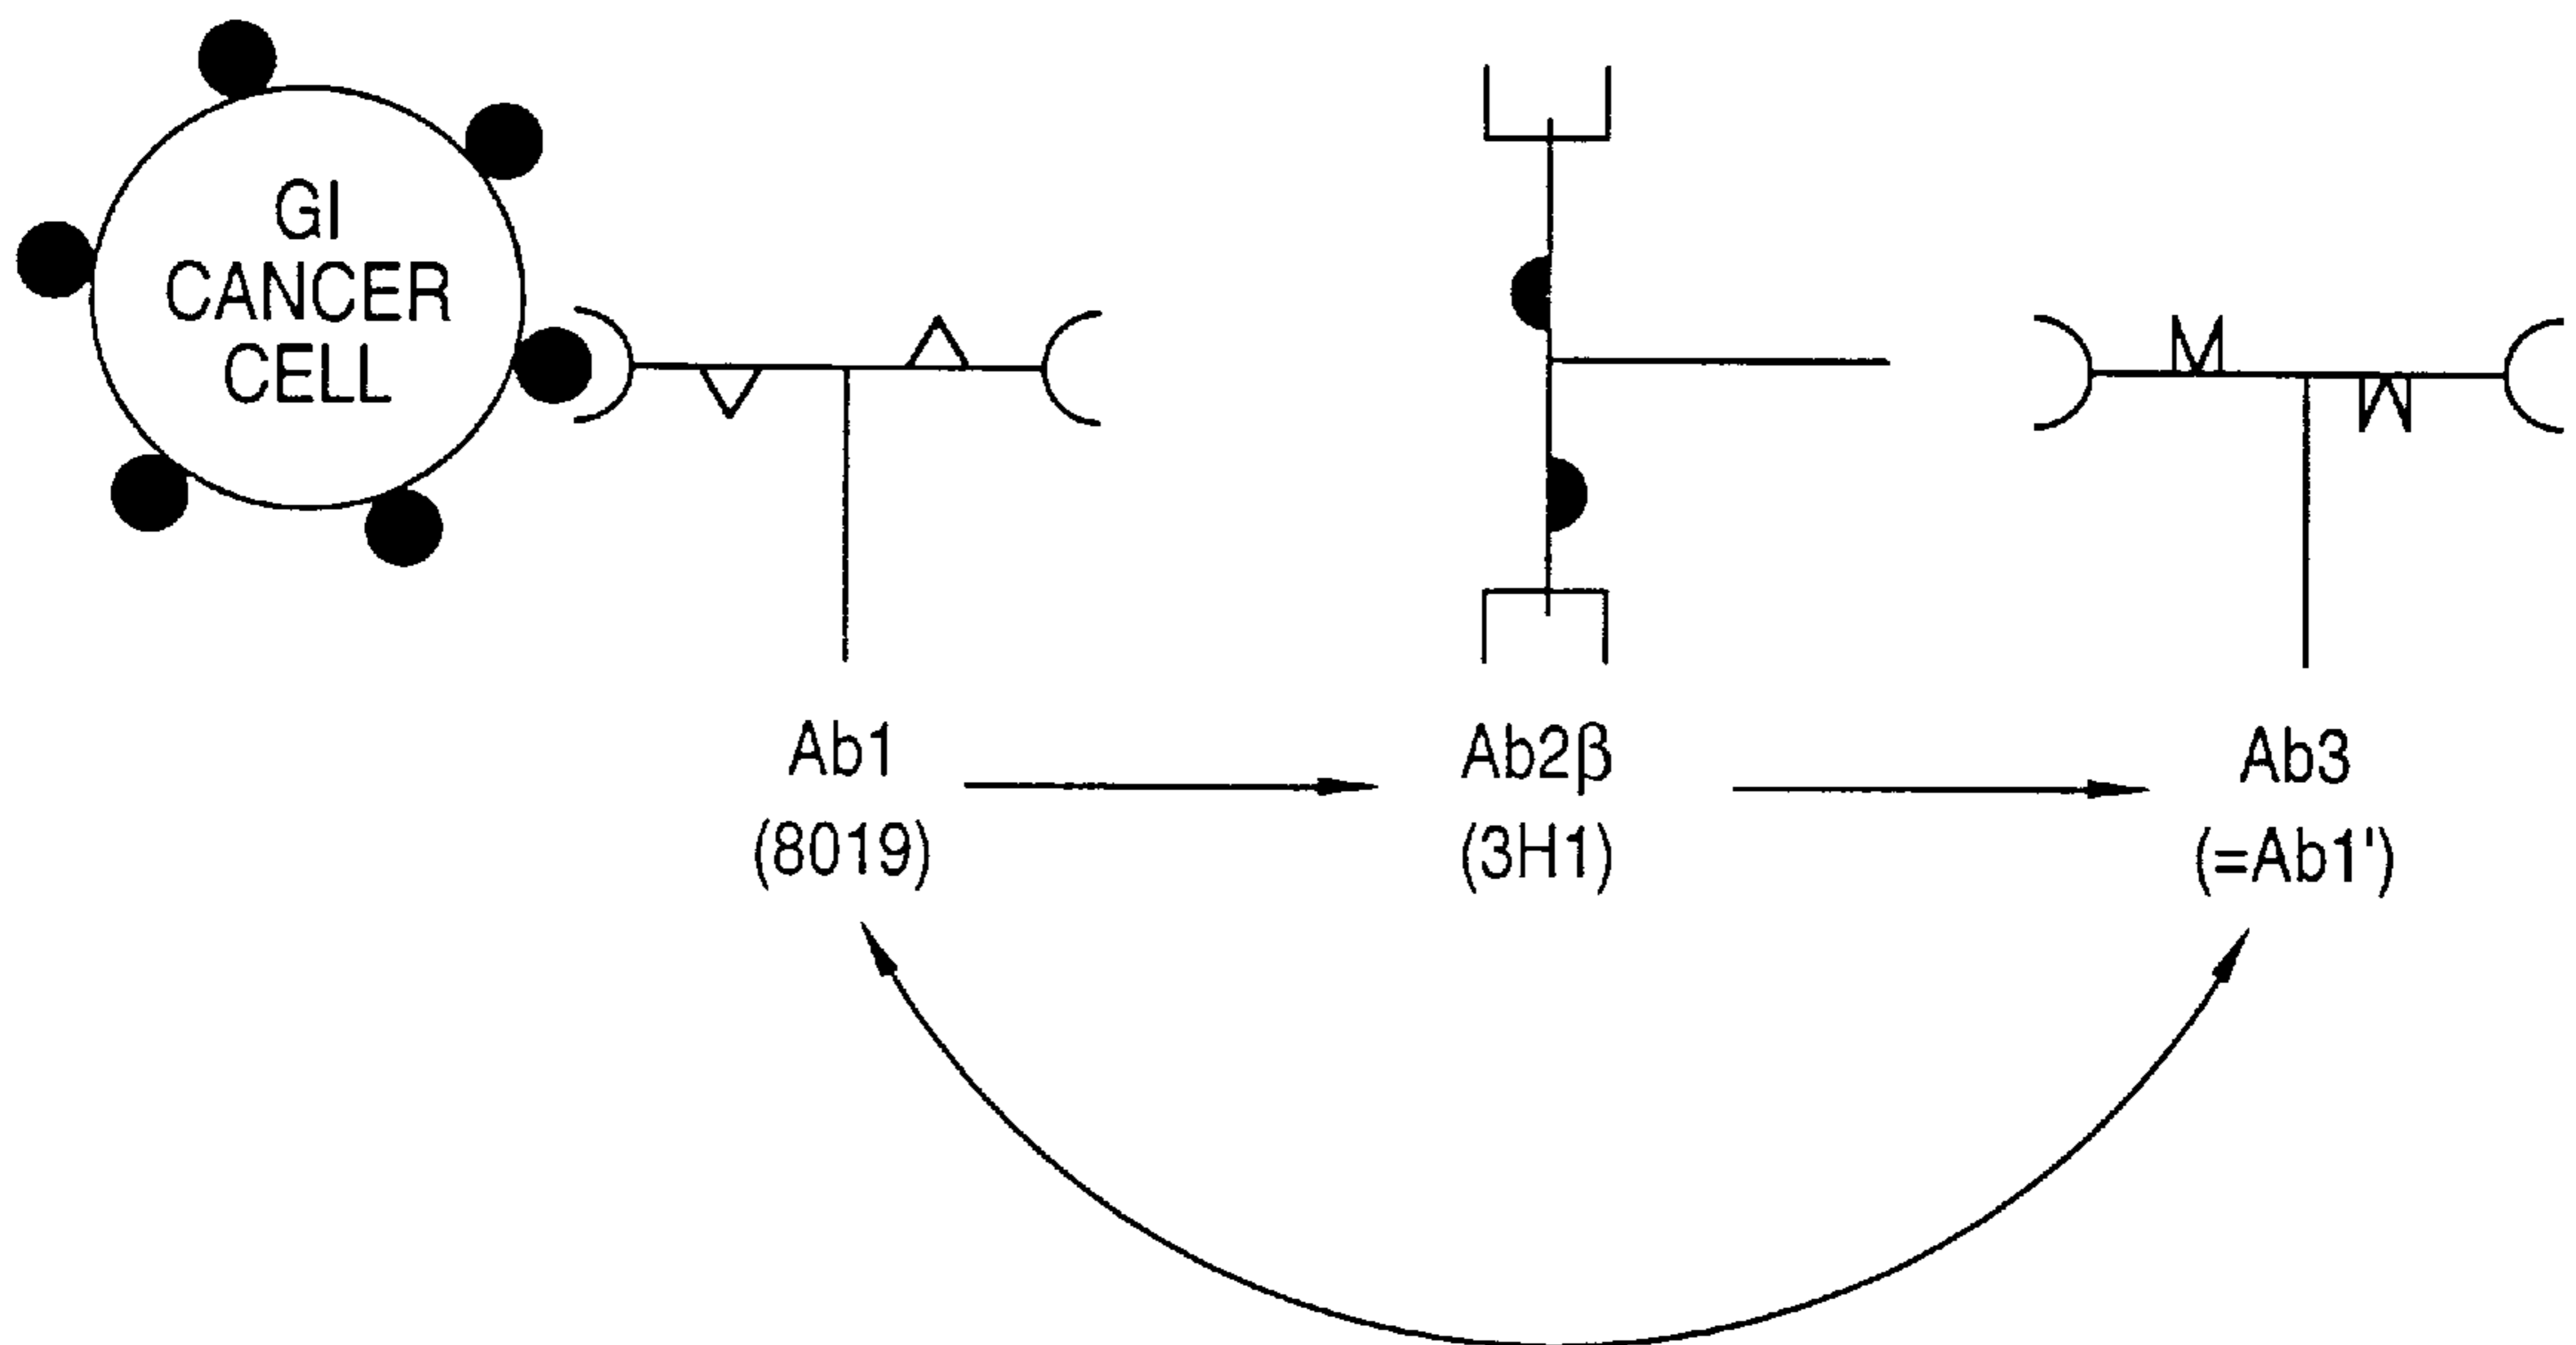 GI
CANCER
CELL
Ab1
(8019)
Ab2β
(3H1)
Ab3
(=Ab1')